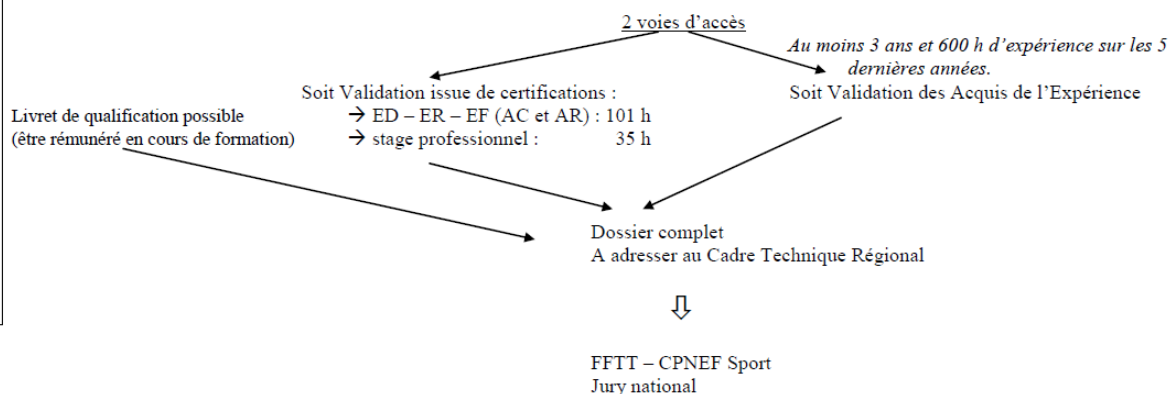 2 voies d'accès
Au moins 3 ans et 600 h d'expérience sur les 5
dernières années.
Soit Validation issue de certifications :
Soit Validation des Acquis de l'Expérience
Livret de qualification possible
→ ED – ER – EF (AC et AR) : 101 h
(être rémunéré en cours de formation)
→ stage professionnel : 35 h
Dossier complet
A adresser au Cadre Technique Régional
FFTT – CPNEF Sport
Jury national